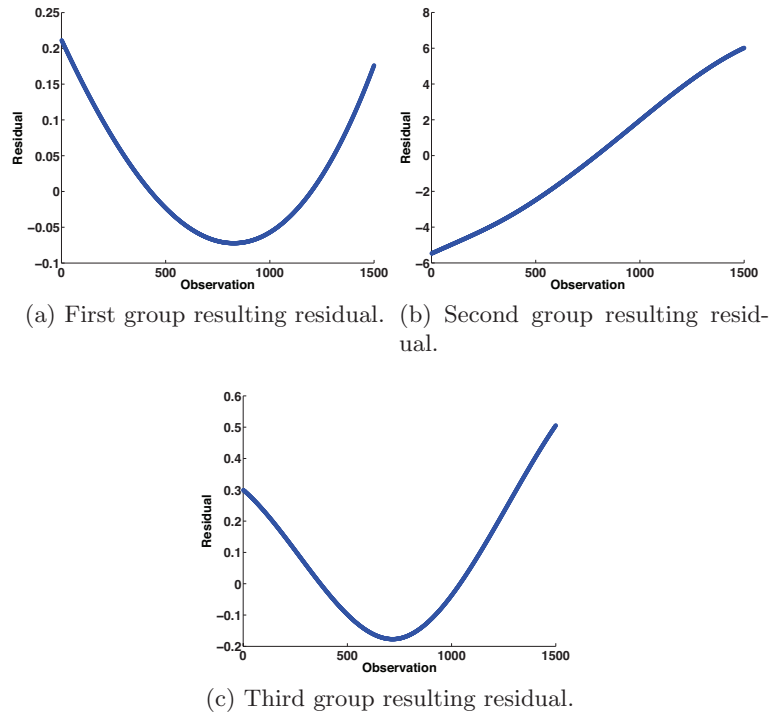 0.25
0.2
0.15
0.1
0.05
0
−0.05
−0.1
Residual
0 500 1000 1500
Observation
8
6
4
2
0
−2
−4
−6
Residual
0 500 1000 1500
Observation
(a) First group resulting residual.
(b) Second group resulting resid-
ual.
0.6
0.5
0.4
0.3
0.2
0.1
0
−0.1
−0.2
Residual
0 500 1000 1500
Observation
(c) Third group resulting residual.